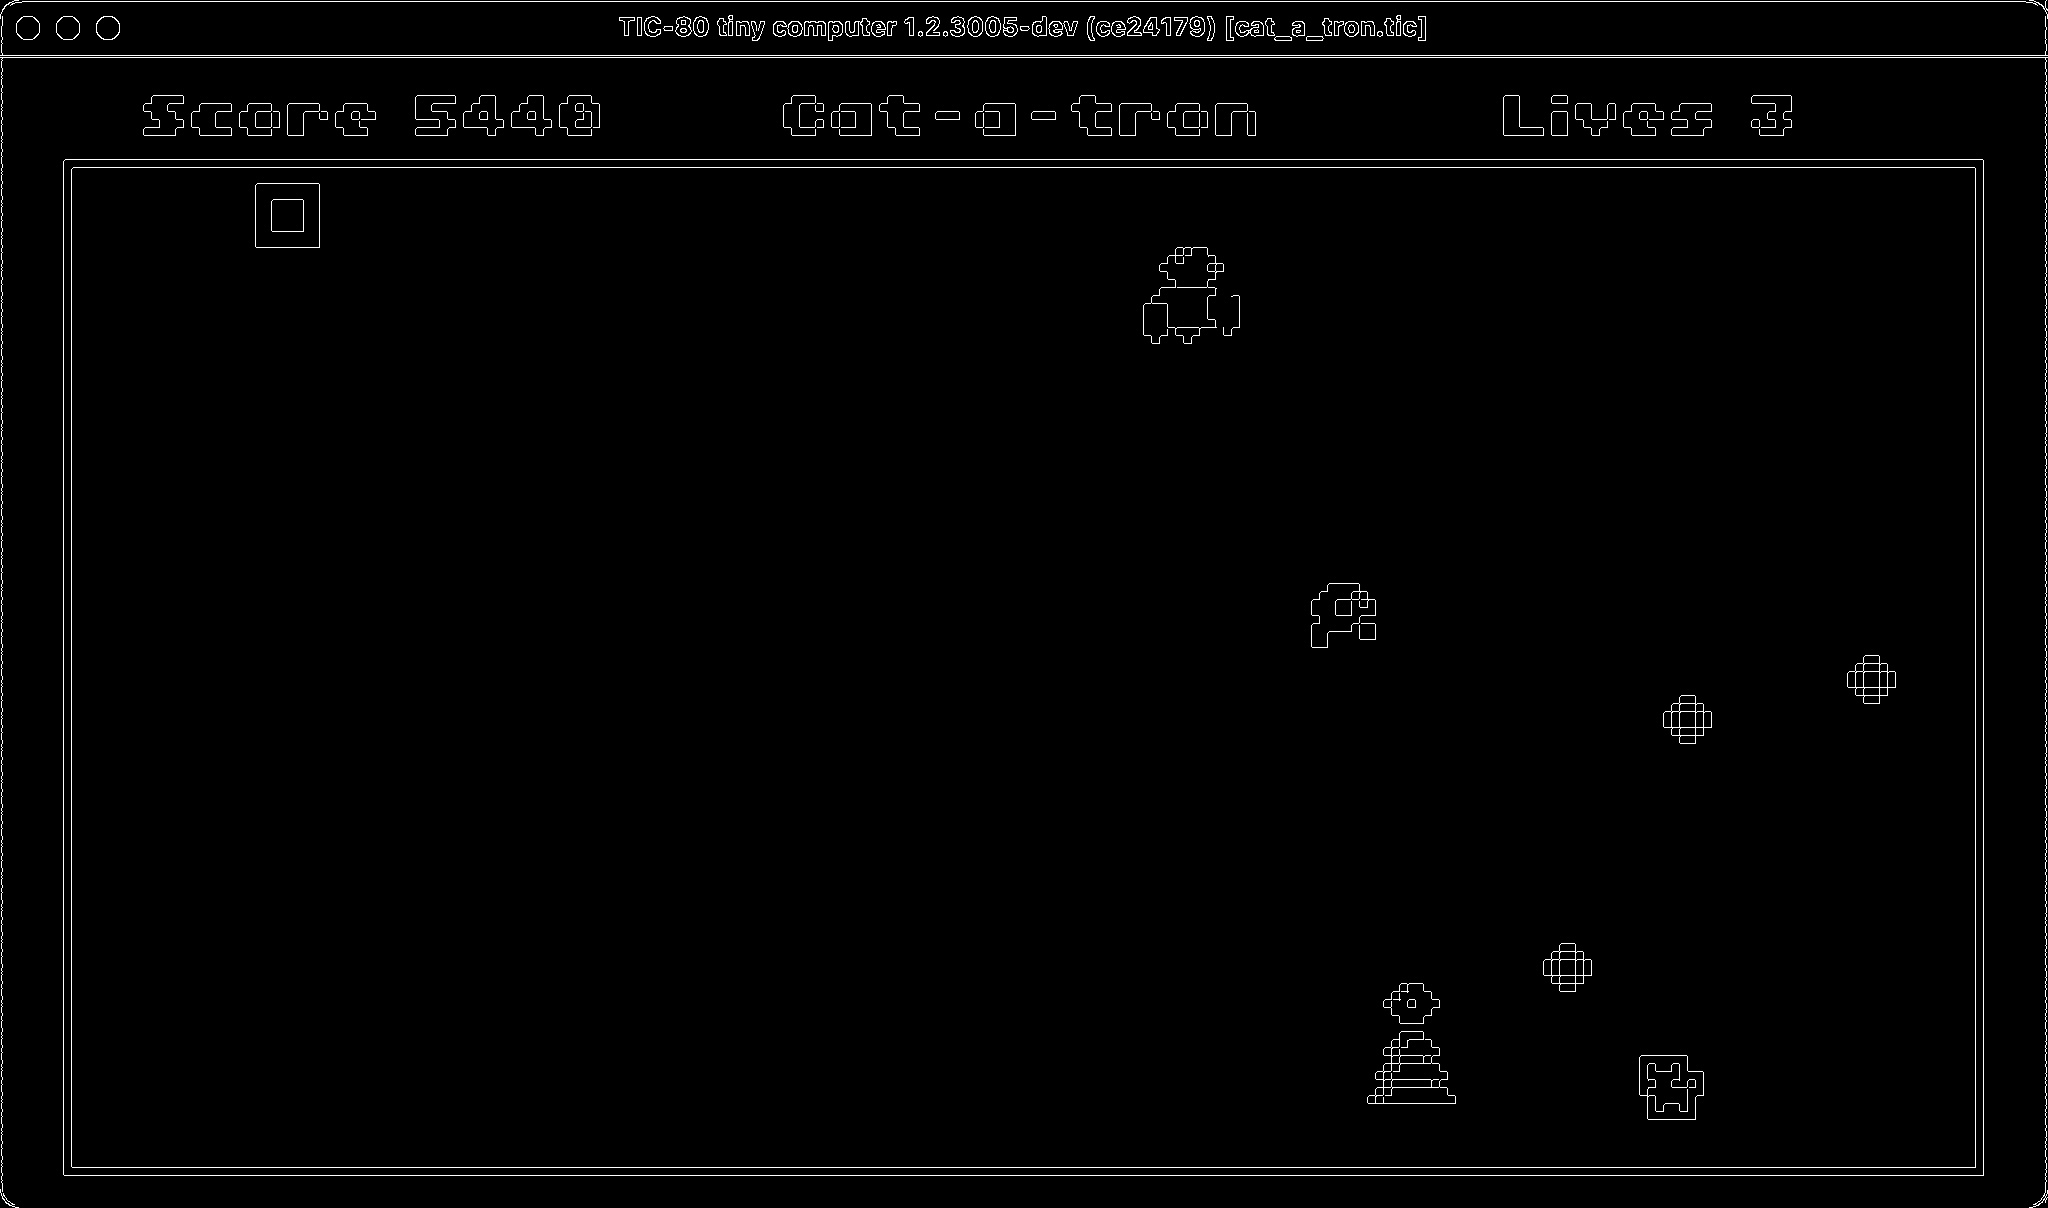 TIC-80 tiny computer 1.2.3005-dev (ce24179) [cat_a_tron.tic]
Score 5440 Cat-a-tron Lives 3